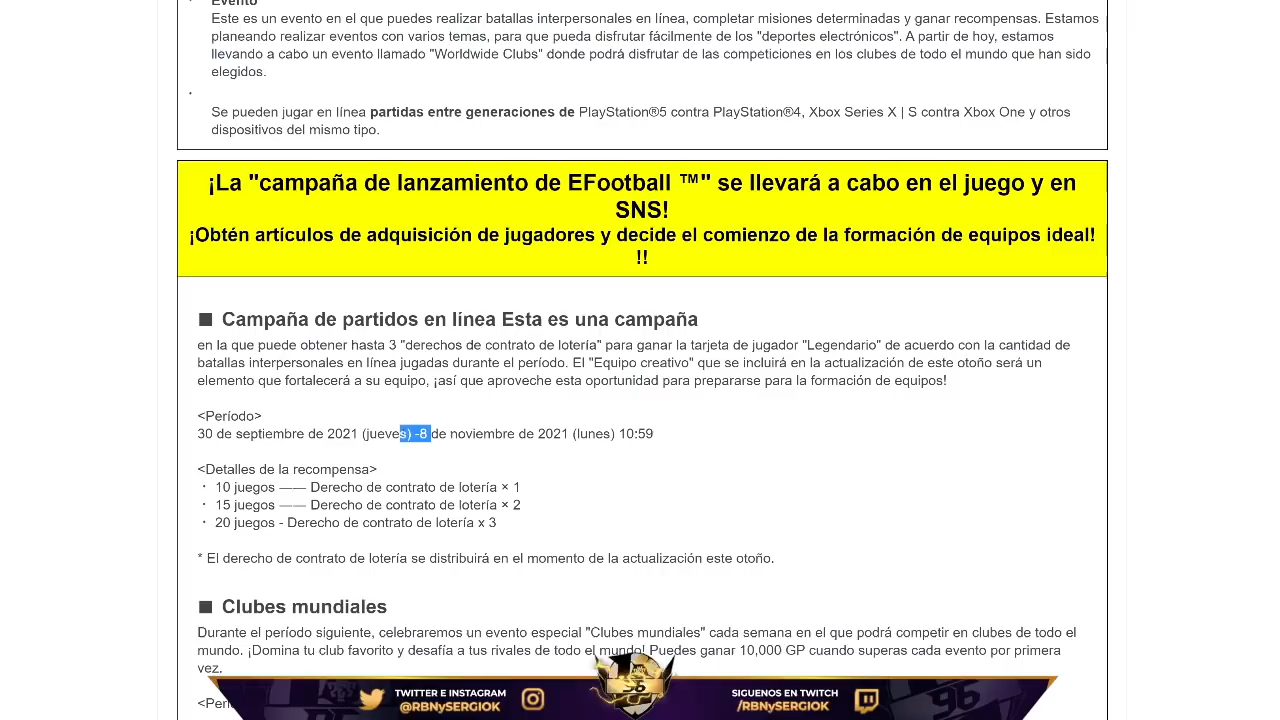 Evento
Este es un evento en el que puedes realizar batallas interpersonales en línea, completar misiones determinadas y ganar recompensas. Estamos
planeando realizar eventos con varios temas, para que pueda disfrutar fácilmente de los "deportes electrónicos". A partir de hoy, estamos
llevando a cabo un evento llamado "Worldwide Clubs" donde podrá disfrutar de las competiciones en los clubes de todo el mundo que han sido
elegidos.
Se pueden jugar en línea partidas entre generaciones de PlayStation®5 contra PlayStation®4, Xbox Series X | S contra Xbox One y otros
dispositivos del mismo tipo.
¡La "campaña de lanzamiento de EFootball ™" se llevará a cabo en el juego y en
SNS!
¡Obtén artículos de adquisición de jugadores y decide el comienzo de la formación de equipos ideal!
!!
■ Campaña de partidos en línea Esta es una campaña
en la que puede obtener hasta 3 "derechos de contrato de lotería" para ganar la tarjeta de jugador "Legendario" de acuerdo con la cantidad de
batallas interpersonales en línea jugadas durante el período. El "Equipo creativo" que se incluirá en la actualización de este otoño será un
elemento que fortalecerá a su equipo, ¡así que aproveche esta oportunidad para prepararse para la formación de equipos!
<Período>
30 de septiembre de 2021 (jueves) -8 de noviembre de 2021 (lunes) 10:59
<Detalles de la recompensa>
・ 10 juegos —— Derecho de contrato de lotería × 1
・ 15 juegos —— Derecho de contrato de lotería × 2
・ 20 juegos - Derecho de contrato de lotería x 3
* El derecho de contrato de lotería se distribuirá en el momento de la actualización este otoño.
■ Clubes mundiales
Durante el período siguiente, celebraremos un evento especial "Clubes mundiales" cada semana en el que podrá competir en clubes de todo el
mundo. ¡Domina tu club favorito y desafía a tus rivales de todo el mundo! Puedes ganar 10,000 GP cuando superas cada evento por primera
vez.
TWITTER E INSTAGRAM
@RBNySERGIOK
96
SIGUENOS EN TWITCH
/RBNySERGIOK